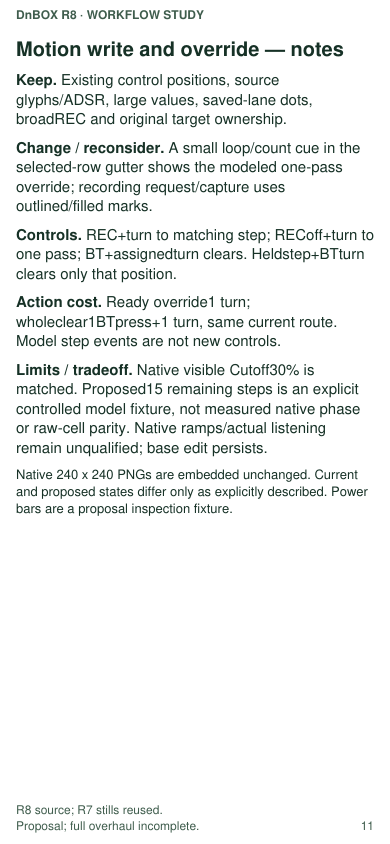 DnBOX R8 · WORKFLOW STUDY
Motion write and override — notes
Keep. Existing control positions, source
glyphs/ADSR, large values, saved-lane dots,
broadREC and original target ownership.
Change / reconsider. A small loop/count cue in the
selected-row gutter shows the modeled one-pass
override; recording request/capture uses
outlined/filled marks.
Controls. REC+turn to matching step; RECoff+turn to
one pass; BT+assignedturn clears. Heldstep+BTturn
clears only that position.
Action cost. Ready override1 turn;
wholeclear1BTpress+1 turn, same current route.
Model step events are not new controls.
Limits / tradeoff. Native visible Cutoff30% is
matched. Proposed15 remaining steps is an explicit
controlled model fixture, not measured native phase
or raw-cell parity. Native ramps/actual listening
remain unqualified; base edit persists.
Native 240 x 240 PNGs are embedded unchanged. Current
and proposed states differ only as explicitly described. Power
bars are a proposal inspection fixture.
R8 source; R7 stills reused.
Proposal; full overhaul incomplete.
11